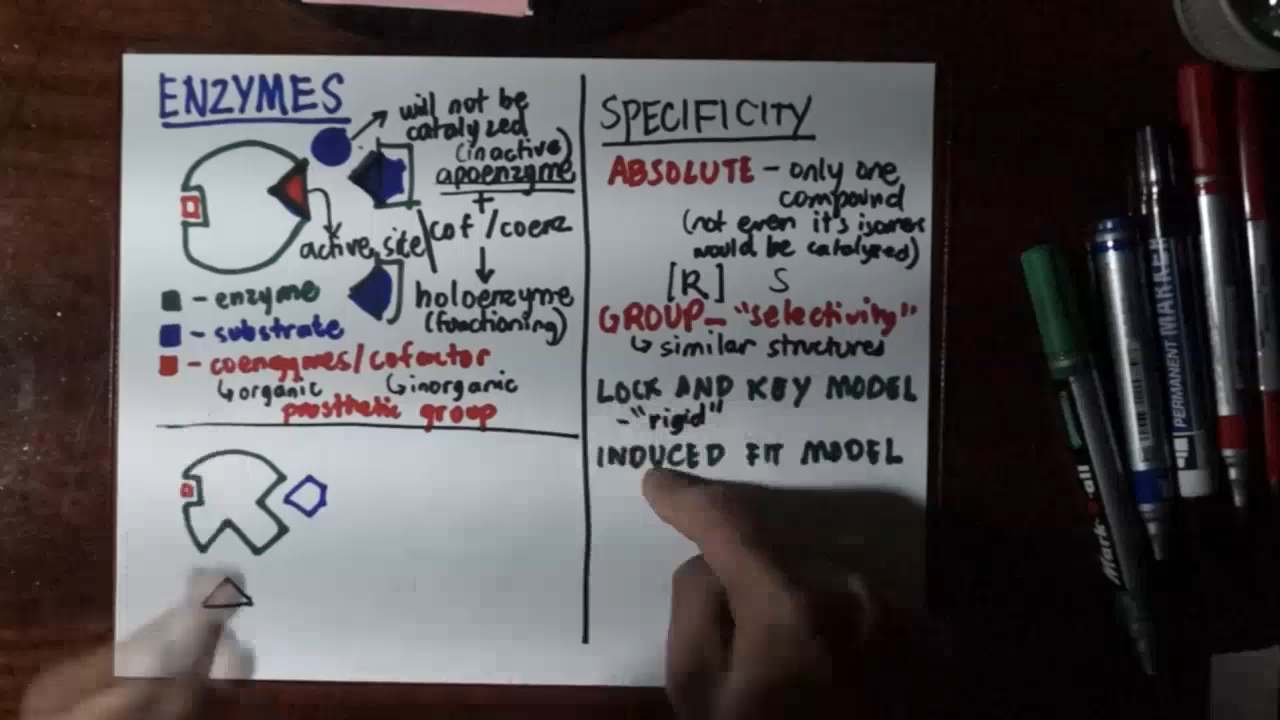 ENZYMES
will not be
catalyzed
(inactive)
apoenzyme
+
cof/coenz
active site
holoenzyme
(functioning)
- enzyme
- substrate
- coenzymes/cofactor
organic
inorganic
prosthetic group
SPECIFICITY
ABSOLUTE - only one
compound
(not even it's isomer
would be catalyzed)
[R] S
GROUP - "selectivity"
similar structures
LOCK AND KEY MODEL
- "rigid"
INDUCED FIT MODEL
PERMANENT MARKER